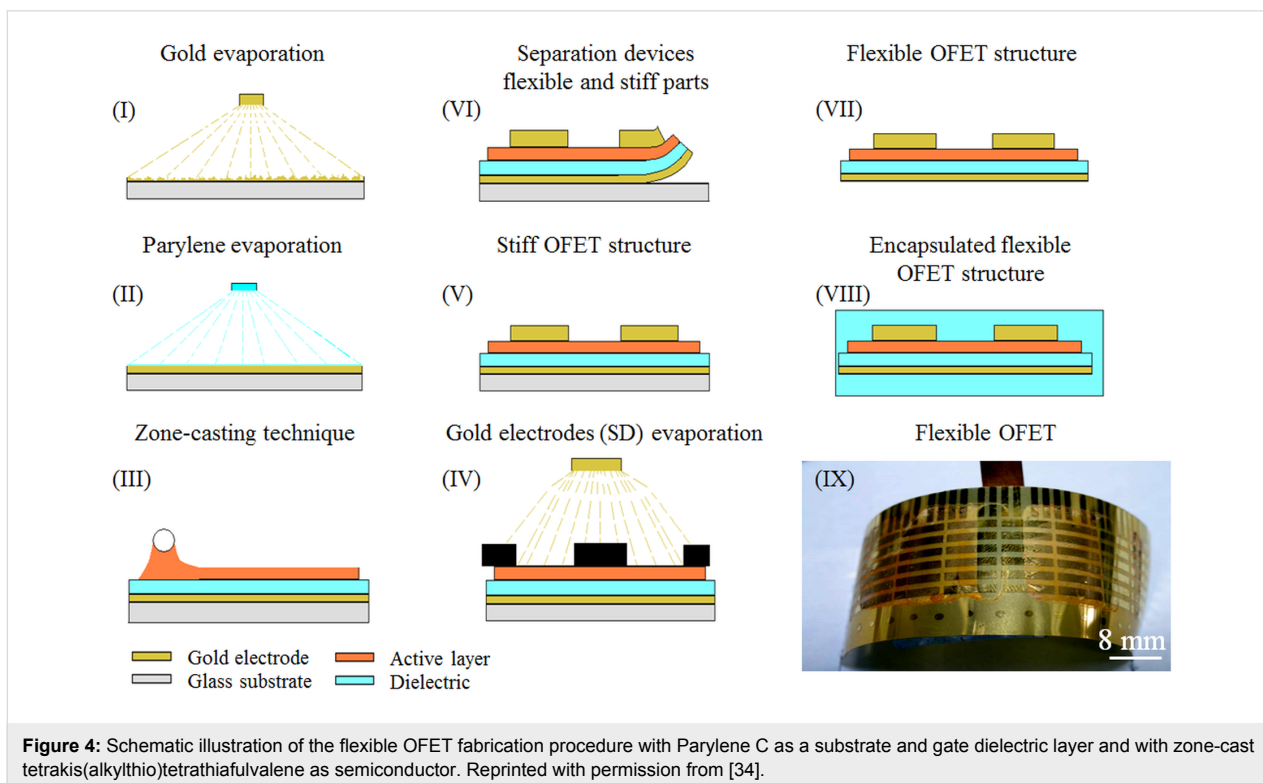 Gold evaporation
(I)
Parylene evaporation
(II)
Zone-casting technique
(III)
Gold electrode
Active layer
Glass substrate
Dielectric
Separation devices
flexible and stiff parts
(VI)
Stiff OFET structure
(V)
Gold electrodes (SD) evaporation
(IV)
Flexible OFET structure
(VII)
Encapsulated flexible
OFET structure
(VIII)
Flexible OFET
(IX)
8 mm
Figure 4: Schematic illustration of the flexible OFET fabrication procedure with Parylene C as a substrate and gate dielectric layer and with zone-cast
tetrakis(alkylthio)tetrathiafulvalene as semiconductor. Reprinted with permission from [34].